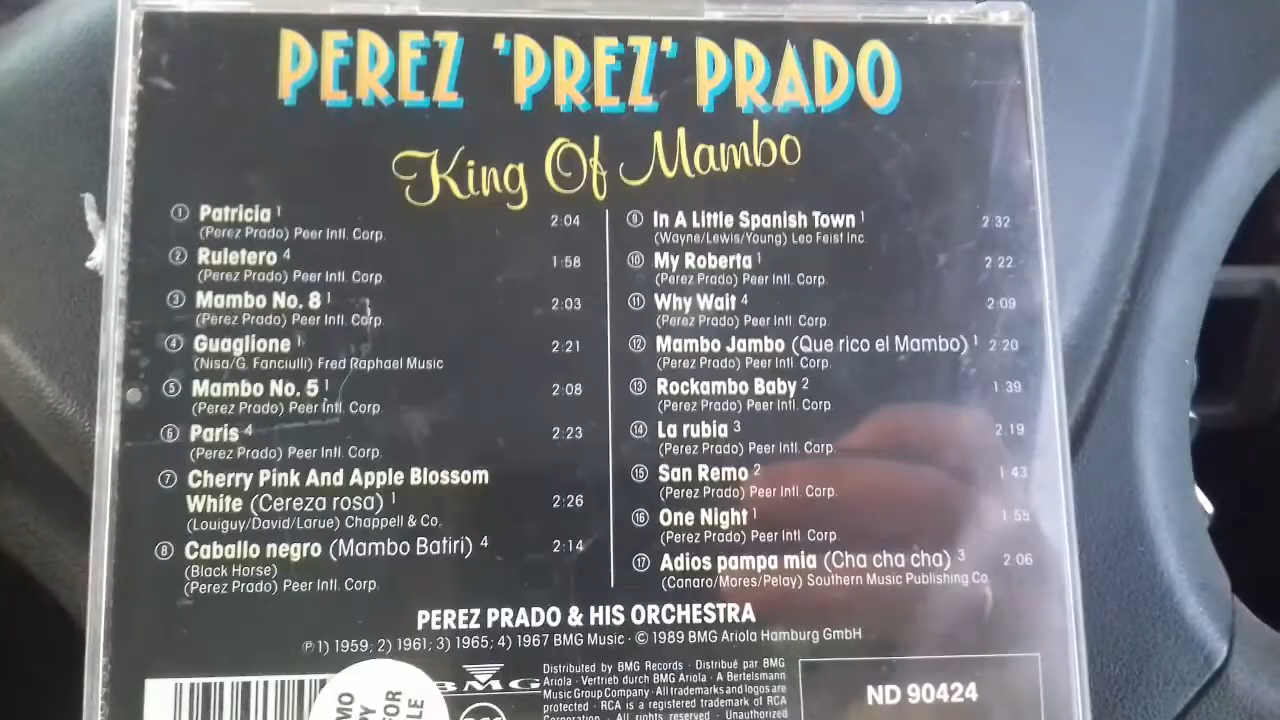 PEREZ 'PREZ' PRADO
King Of Mambo
① Patricia ¹ 2:04
(Perez Prado) Peer Intl. Corp.
② Ruletero ⁴ 1:58
(Perez Prado) Peer Intl. Corp.
③ Mambo No. 8 ¹ 2:03
(Perez Prado) Peer Intl. Corp.
④ Guaglione ¹ 2:21
(Nisa/G. Fanciulli) Fred Raphael Music
⑤ Mambo No. 5 ¹ 2:08
(Perez Prado) Peer Intl. Corp.
⑥ Paris ⁴ 2:23
(Perez Prado) Peer Intl. Corp.
⑦ Cherry Pink And Apple Blossom
White (Cereza rosa) ¹ 2:26
(Louiguy/David/Larue) Chappell & Co.
⑧ Caballo negro (Mambo Batiri) ⁴ 2:14
(Black Horse)
(Perez Prado) Peer Intl. Corp.
⑨ In A Little Spanish Town ¹ 2:32
(Wayne/Lewis/Young) Leo Feist Inc.
⑩ My Roberta ¹ 2:22
(Perez Prado) Peer Intl. Corp.
⑪ Why Wait ⁴ 2:09
(Perez Prado) Peer Intl. Corp.
⑫ Mambo Jambo (Que rico el Mambo) ¹ 2:20
(Perez Prado) Peer Intl. Corp.
⑬ Rockambo Baby ² 1:39
(Perez Prado) Peer Intl. Corp.
⑭ La rubia ³ 2:19
(Perez Prado) Peer Intl. Corp.
⑮ San Remo ² 1:43
(Perez Prado) Peer Intl. Corp.
⑯ One Night ¹ 1:55
(Perez Prado) Peer Intl. Corp.
⑰ Adios pampa mia (Cha cha cha) ³ 2:06
(Canaro/Mores/Pelay) Southern Music Publishing Co.
PEREZ PRADO & HIS ORCHESTRA
℗ 1) 1959; 2) 1961; 3) 1965; 4) 1967 BMG Music · © 1989 BMG Ariola Hamburg GmbH
BMG
Distributed by BMG Records · Distribué par BMG
Ariola · Vertrieb durch BMG Ariola · A Bertelsmann
Music Group Company · All trademarks and logos are
protected · RCA is a registered trademark of RCA
Corporation · All rights reserved · Unauthorized
ND 90424